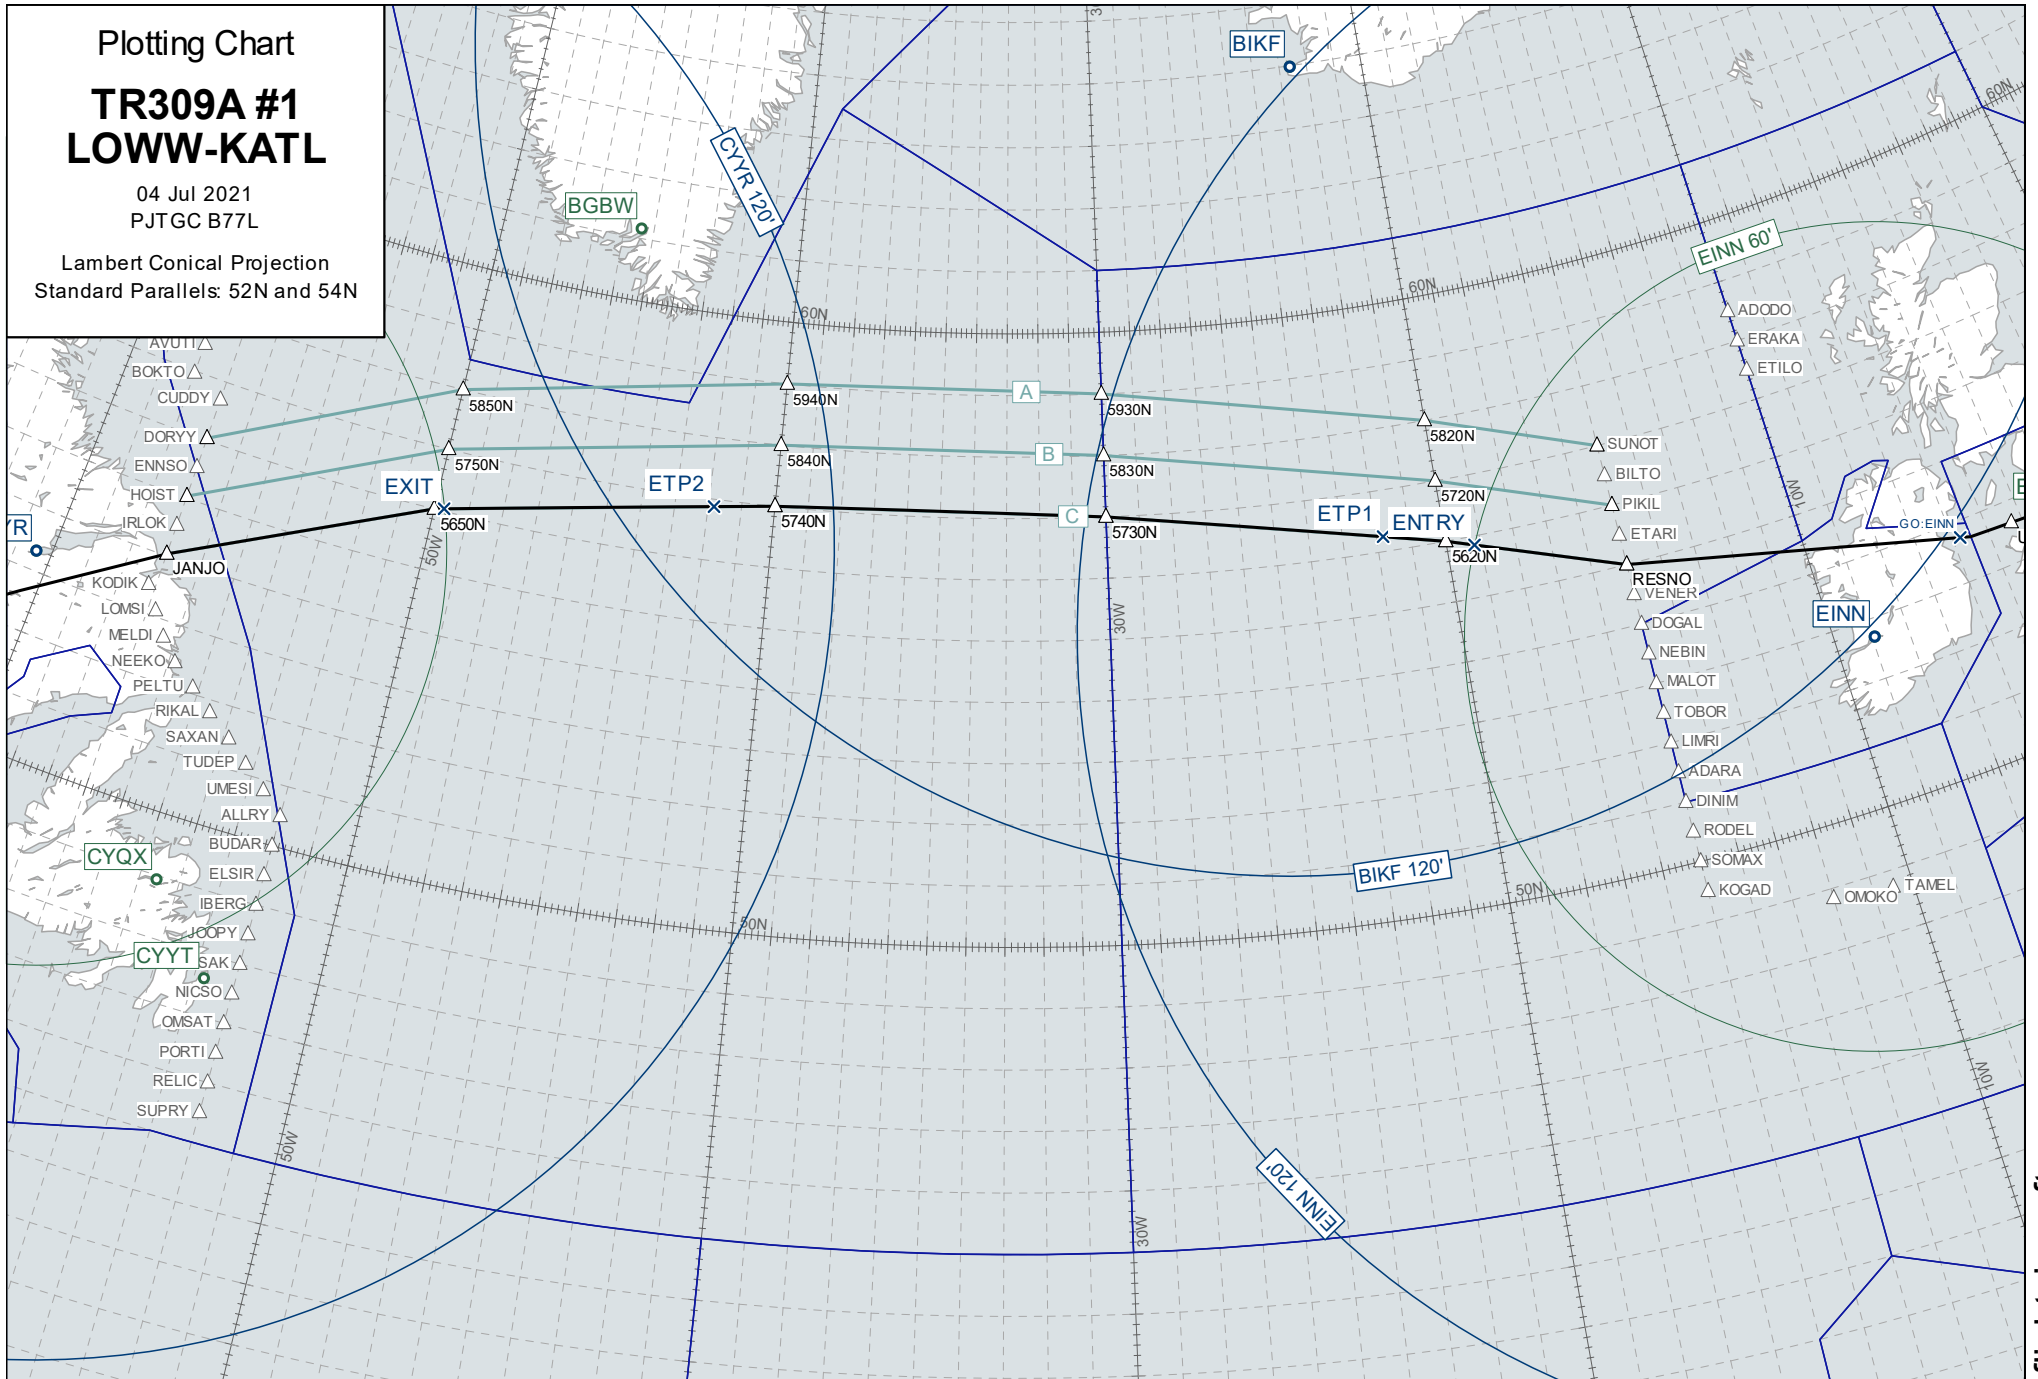 Plotting Chart
TR309A #1
LOWW-KATL
04 Jul 2021
PJTGC B77L
Lambert Conical Projection
Standard Parallels: 52N and 54N
BIKF
CYYR 120'
BGBW
EINN 60'
60N
60N
60N
ADODO
ERAKA
ETILO
AVUTI
BOKTO
CUDDY
DORYY
ENNSO
HOIST
IRLOK
JANJO
KODIK
LOMSI
MELDI
NEEKO
PELTU
RIKAL
SAXAN
TUDEP
UMESI
ALLRY
BUDAR
ELSIR
IBERG
JOOPY
SAK
NICSO
OMSAT
PORTI
RELIC
SUPRY
CYQX
CYYT
YR
5850N
5940N
A
5930N
5820N
SUNOT
5750N
5840N
B
5830N
5720N
BILTO
PIKIL
EXIT
ETP2
ETP1
ENTRY
5650N
5740N
C
5730N
5620N
ETARI
RESNO
VENER
DOGAL
NEBIN
MALOT
TOBOR
LIMRI
ADARA
DINIM
RODEL
SOMAX
KOGAD
OMOKO
TAMEL
GO:EINN
EINN
50W
30W
10W
50N
50N
BIKF 120'
EINN 120'
50W
30W
10W